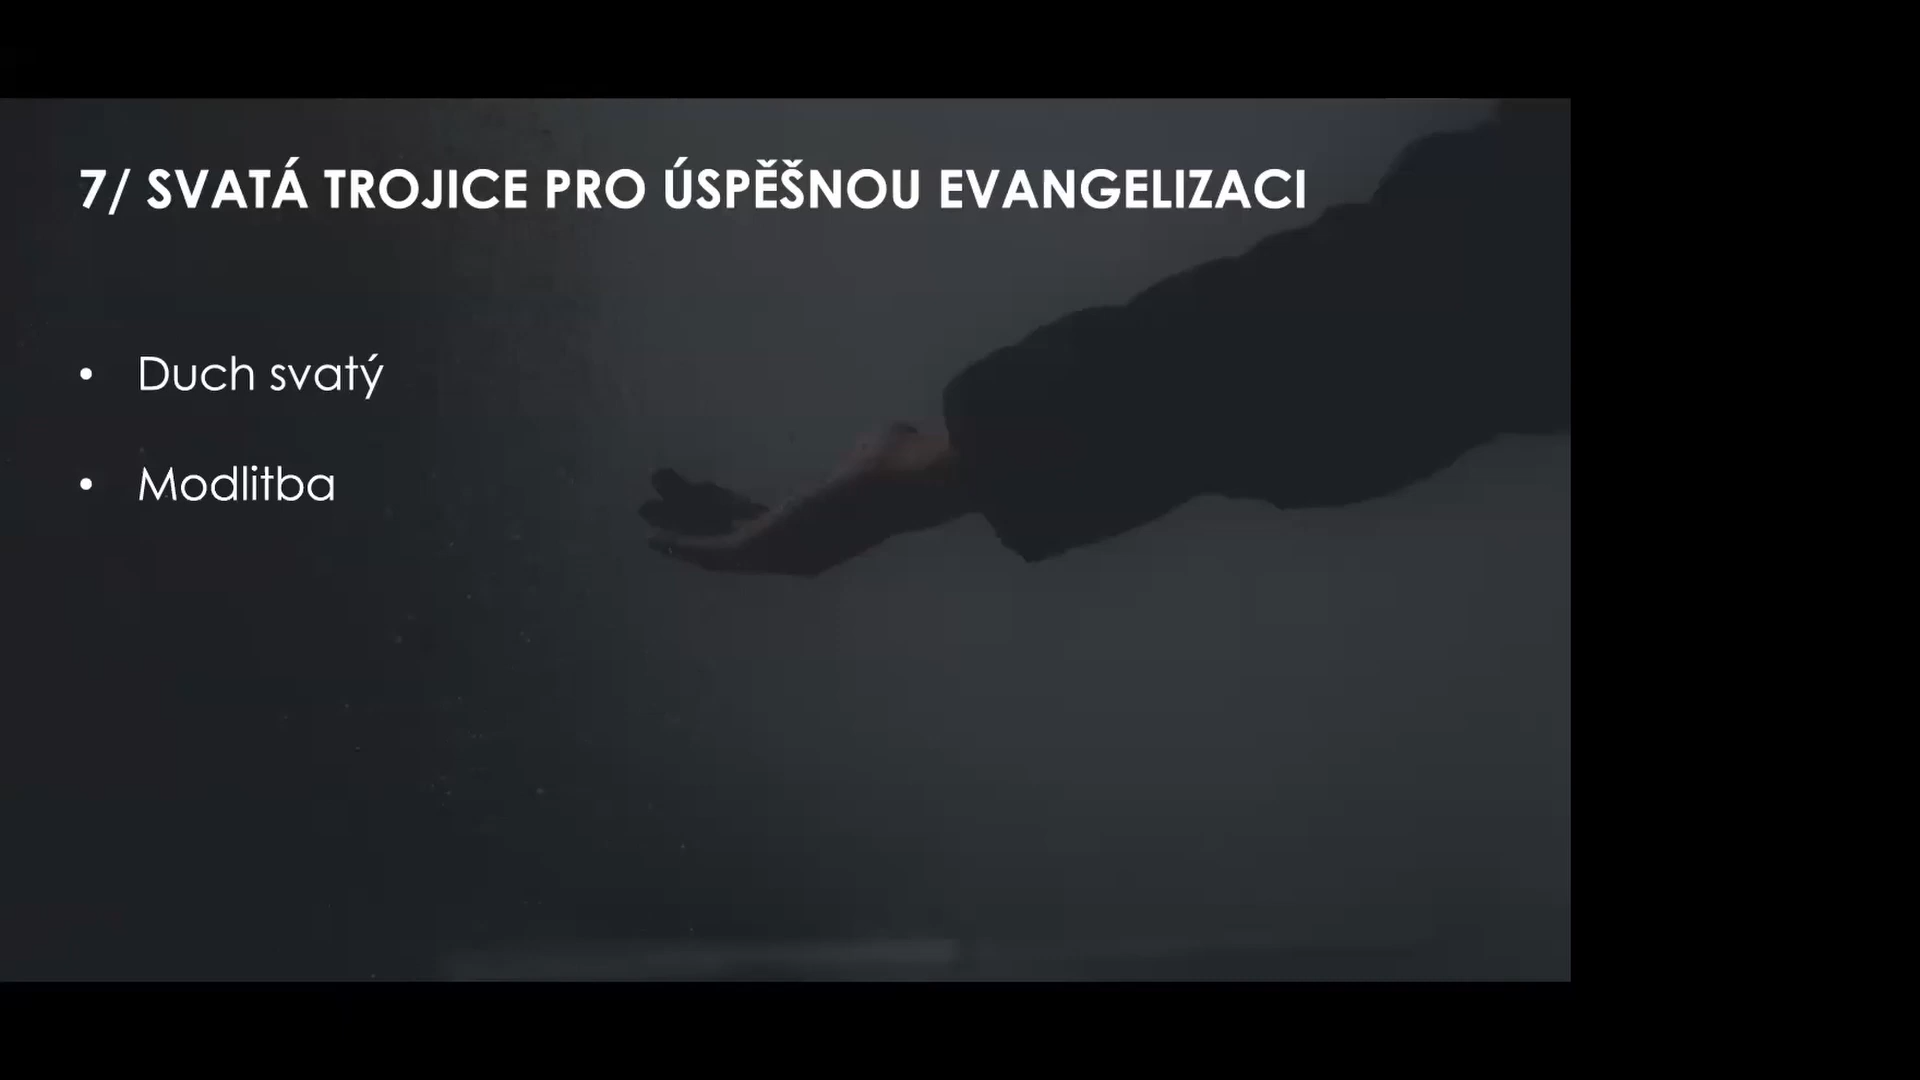 7/ SVATÁ TROJICE PRO ÚSPĚŠNOU EVANGELIZACI
• Duch svatý
• Modlitba